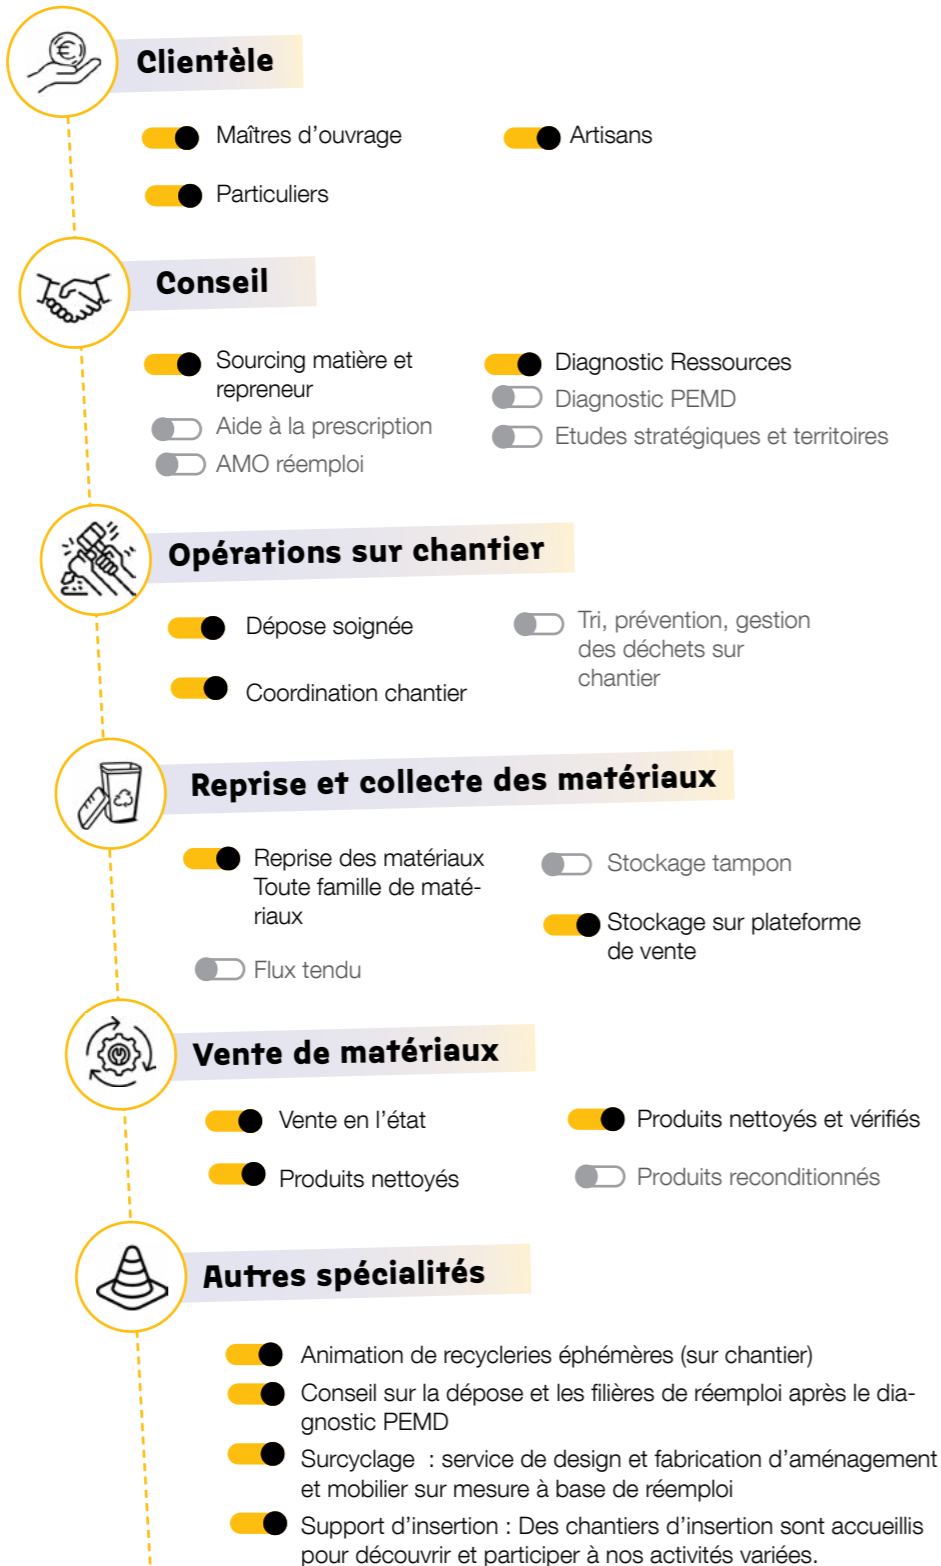 Clientèle
Maîtres d'ouvrage
Artisans
Particuliers
Conseil
Sourcing matière et
repreneur
Aide à la prescription
AMO réemploi
Diagnostic Ressources
Diagnostic PEMD
Etudes stratégiques et territoires
Opérations sur chantier
Dépose soignée
Coordination chantier
Tri, prévention, gestion
des déchets sur
chantier
Reprise et collecte des matériaux
Reprise des matériaux
Toute famille de maté-
riaux
Flux tendu
Stockage tampon
Stockage sur plateforme
de vente
Vente de matériaux
Vente en l'état
Produits nettoyés
Produits nettoyés et vérifiés
Produits reconditionnés
Autres spécialités
Animation de recycleries éphémères (sur chantier)
Conseil sur la dépose et les filières de réemploi après le dia-
gnostic PEMD
Surcyclage : service de design et fabrication d'aménagement
et mobilier sur mesure à base de réemploi
Support d'insertion : Des chantiers d'insertion sont accueillis
pour découvrir et participer à nos activités variées.